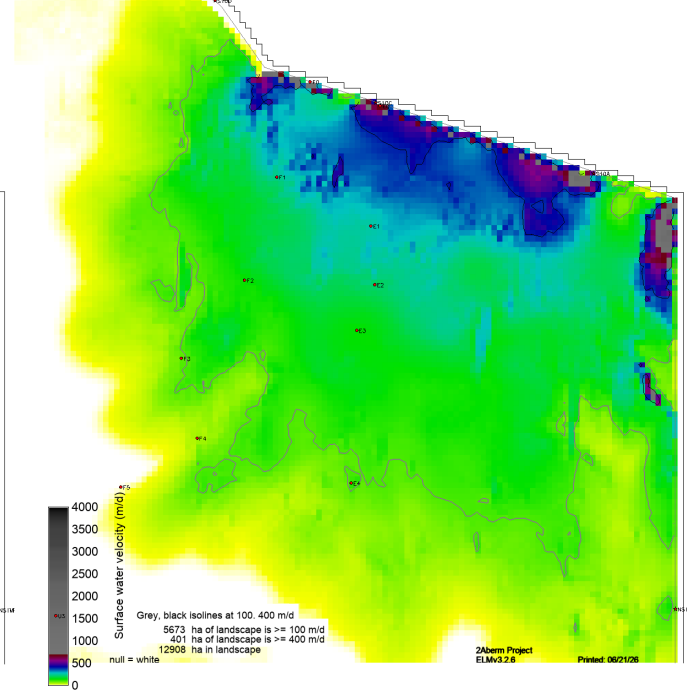 F0
F1
E1
F2
E2
E3
F3
F4
F5
E4
4000
3500
3000
2500
2000
1500
1000
500
0
Surface water velocity (m/d)
U3
Grey, black isolines at 100, 400 m/d
5673 ha of landscape is >= 100 m/d
401 ha of landscape is >= 400 m/d
12908 ha in landscape
null = white
2Aberm Project
ELMv3.2.6 Printed: 06/21/26